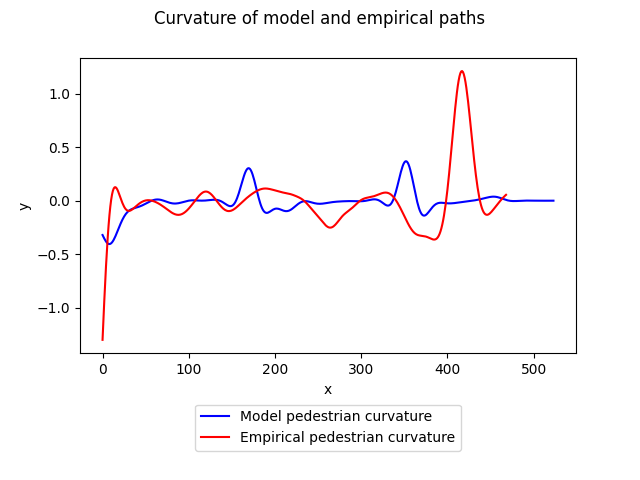 Curvature of model and empirical paths
1.0
0.5
0.0
−0.5
−1.0
y
0 100 200 300 400 500
x
Model pedestrian curvature
Empirical pedestrian curvature